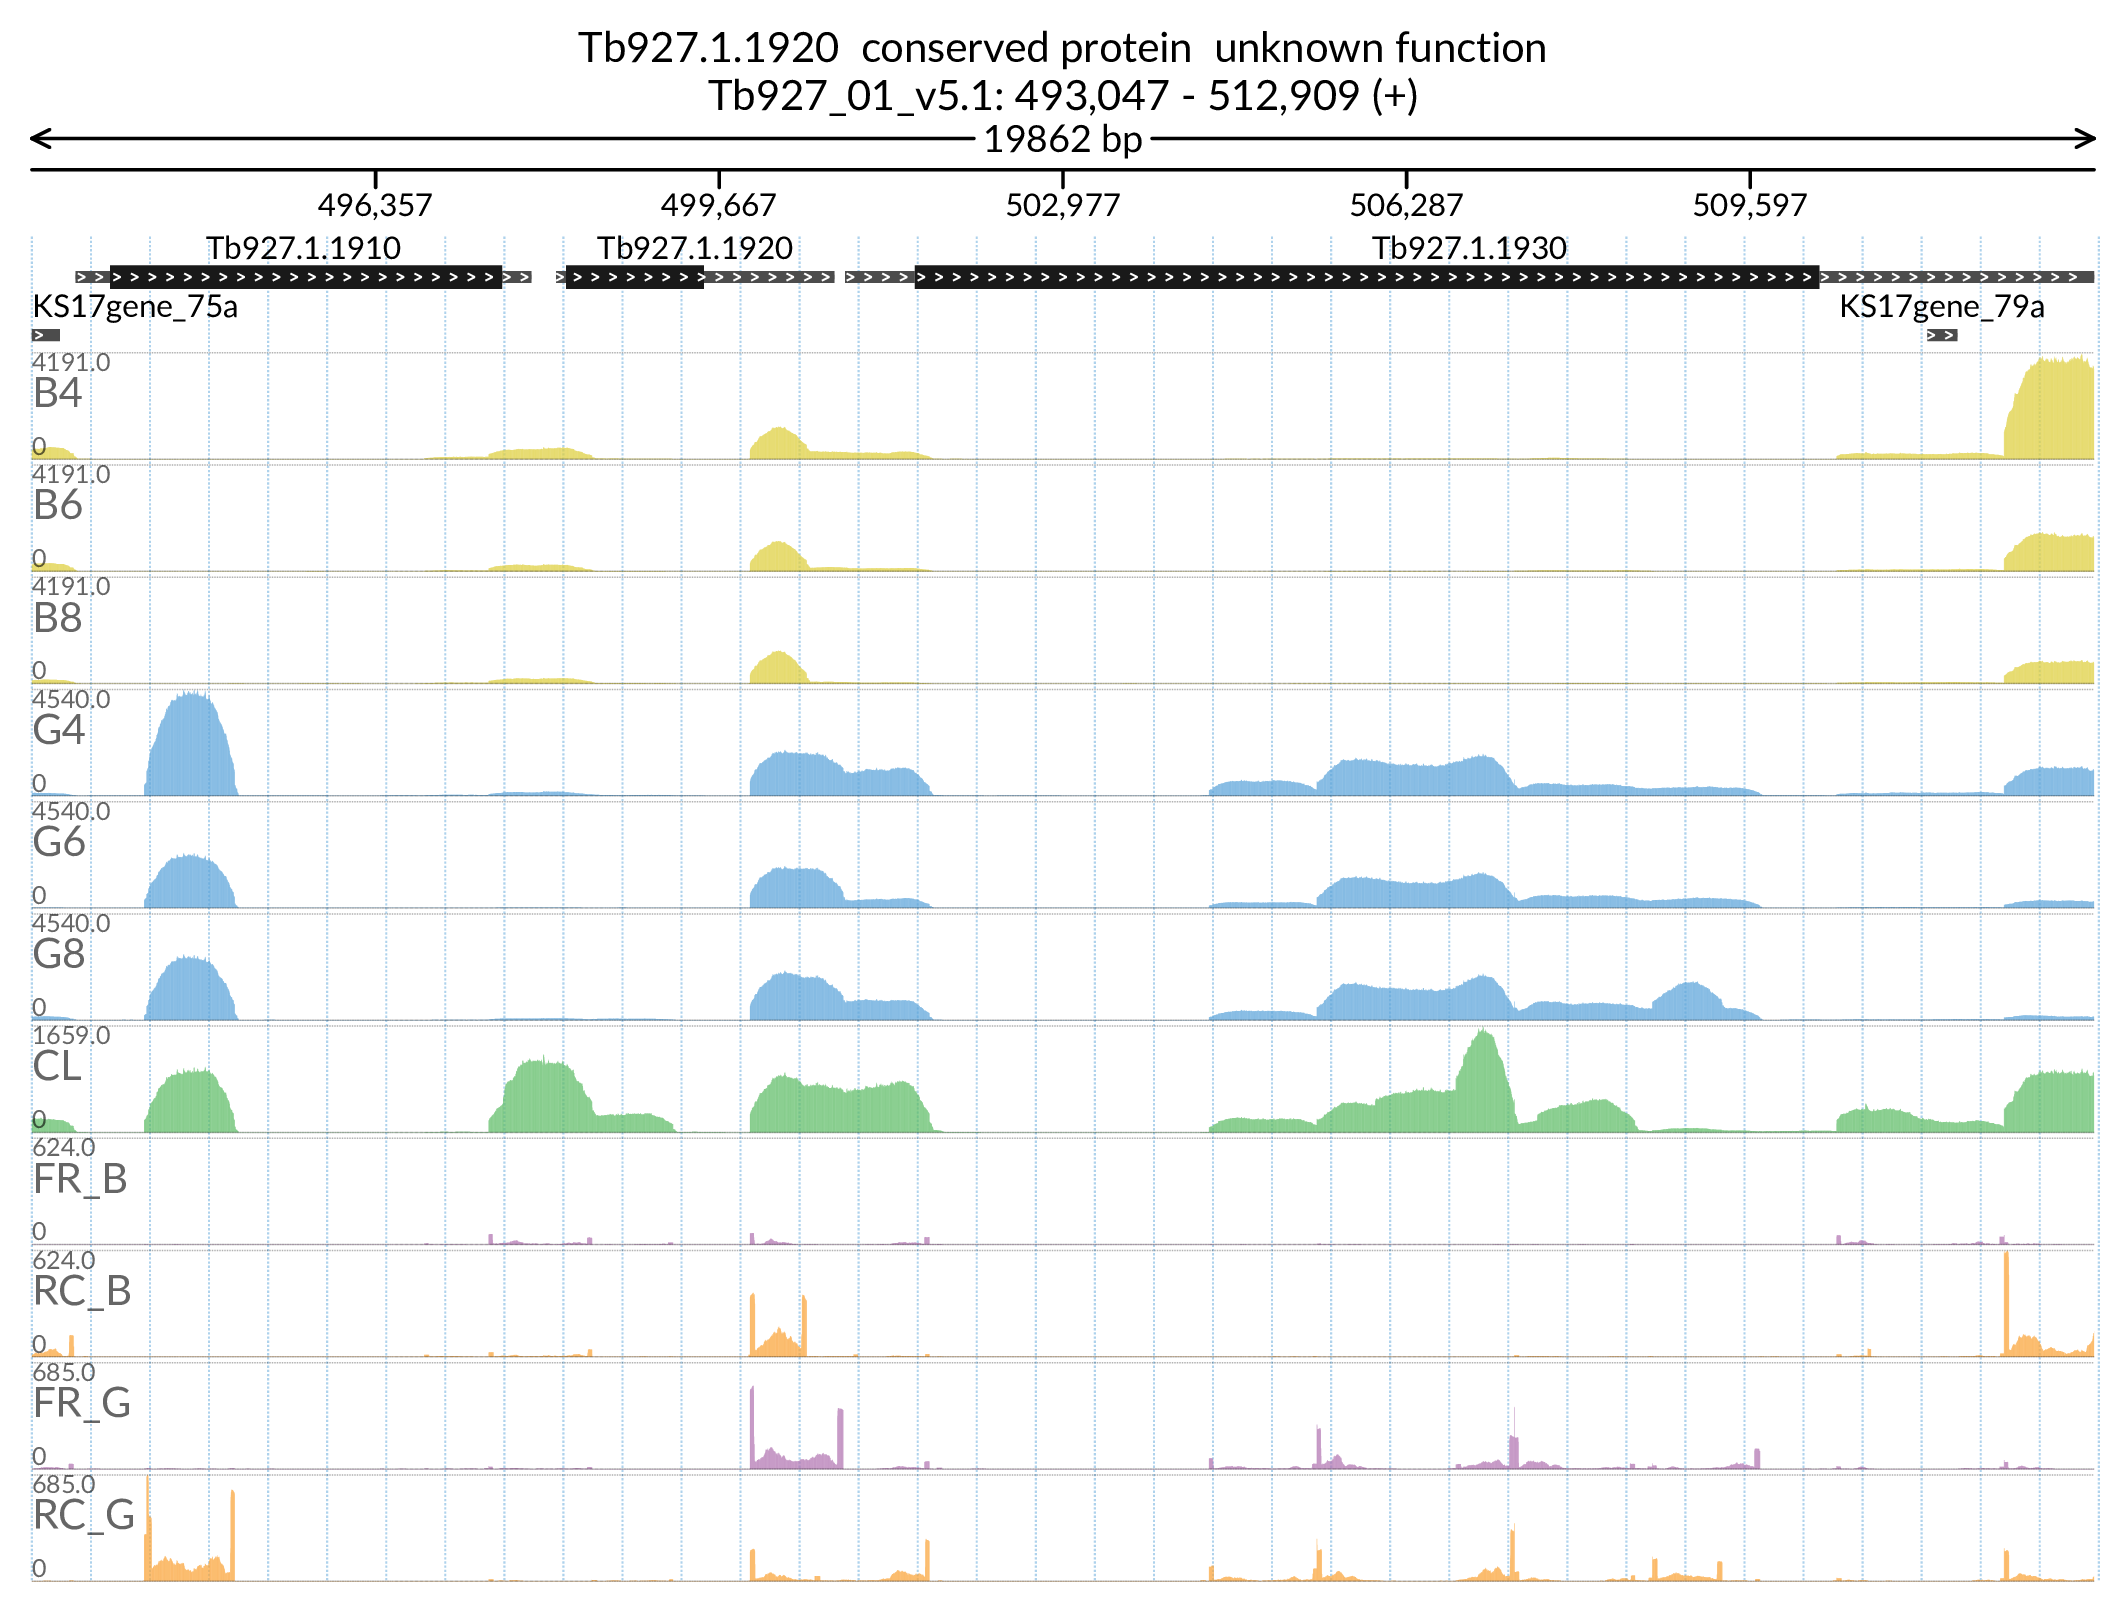 Tb927.1.1920  conserved protein  unknown function
Tb927_01_v5.1: 493,047 - 512,909 (+)
19862 bp
496,357 499,667 502,977 506,287 509,597
Tb927.1.1910 Tb927.1.1920 Tb927.1.1930
KS17gene_75a KS17gene_79a
4191.0
B4
0
4191.0
B6
0
4191.0
B8
0
4540.0
G4
0
4540.0
G6
0
4540.0
G8
0
1659.0
CL
0
624.0
FR_B
0
624.0
RC_B
0
685.0
FR_G
0
685.0
RC_G
0